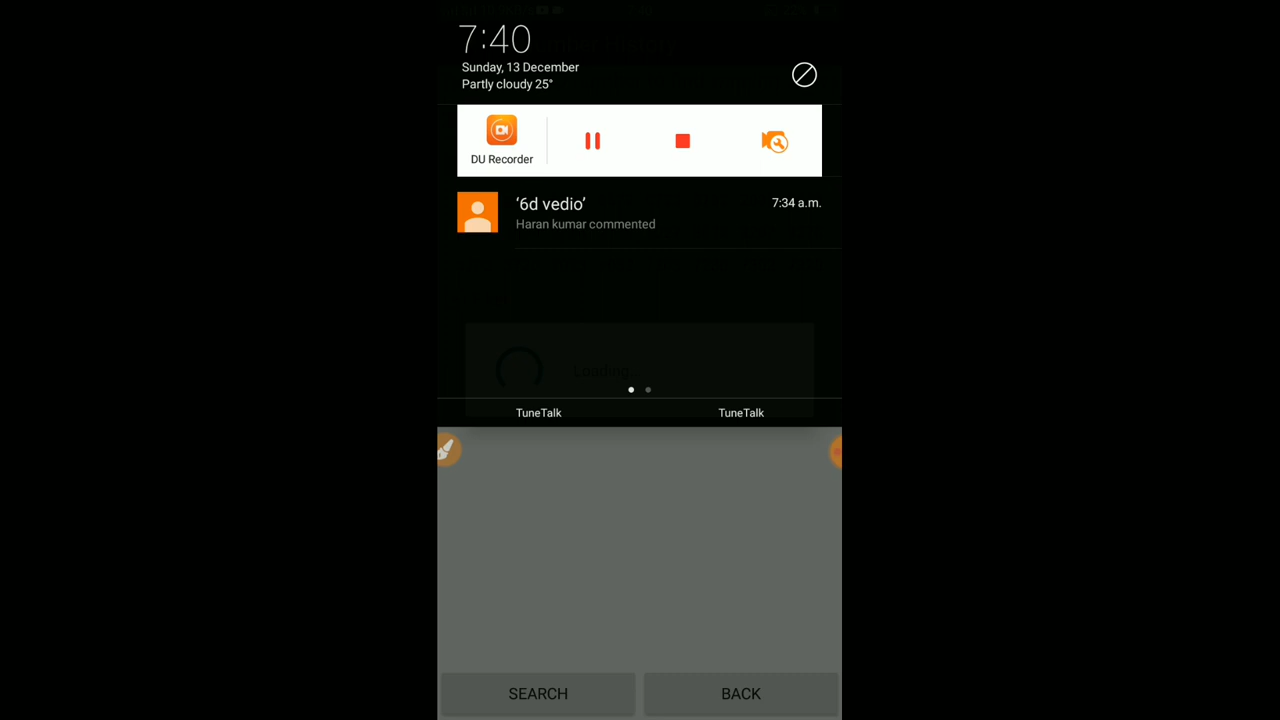 7:40
Sunday, 13 December
Partly cloudy 25°
DU Recorder
‘6d vedio’
7:34 a.m.
Haran kumar commented
Loading...
TuneTalk
TuneTalk
SEARCH
BACK